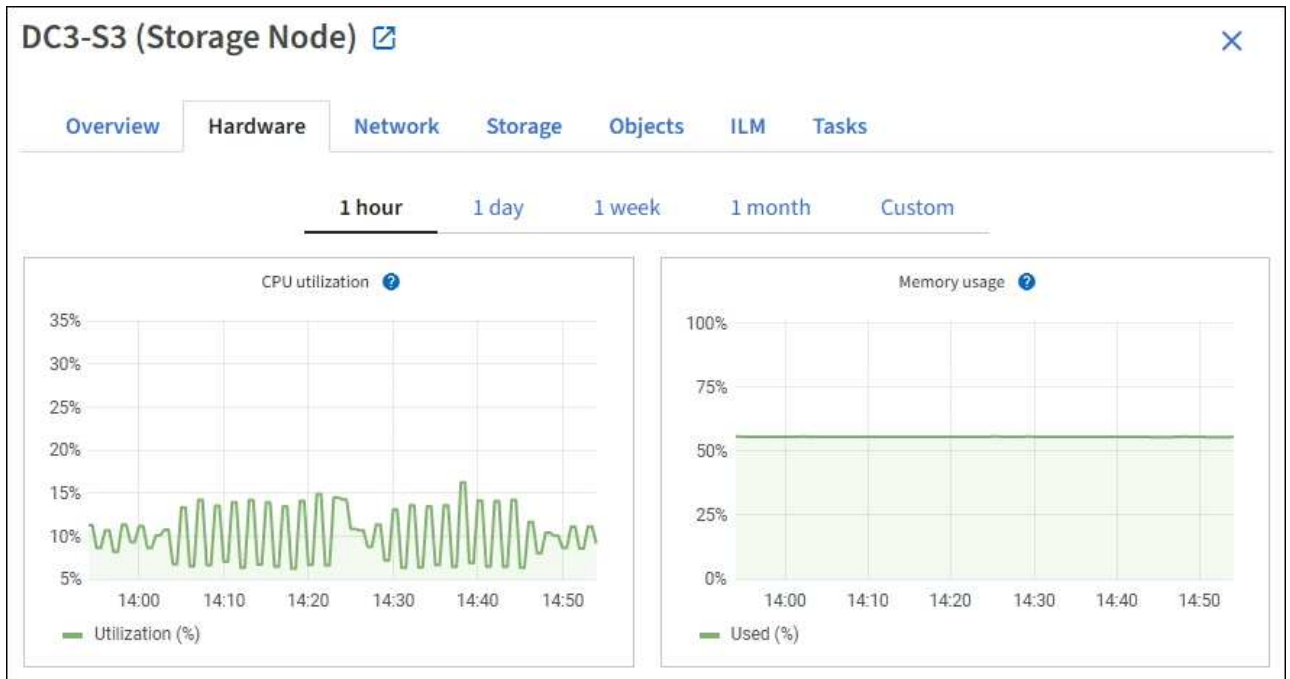 DC3-S3 (Storage Node)
Overview Hardware Network Storage Objects ILM Tasks
1 hour 1 day 1 week 1 month Custom
CPU utilization ?
35%
30%
25%
20%
15%
10%
5%
14:00 14:10 14:20 14:30 14:40 14:50
Utilization (%)
Memory usage ?
100%
75%
50%
25%
0%
14:00 14:10 14:20 14:30 14:40 14:50
Used (%)